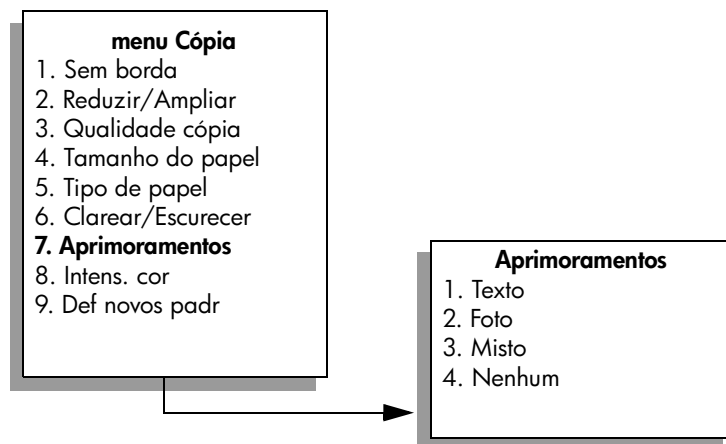 menu Cópia
1. Sem borda
2. Reduzir/Ampliar
3. Qualidade cópia
4. Tamanho do papel
5. Tipo de papel
6. Clarear/Escurecer
7. Aprimoramentos
8. Intens. cor
9. Def novos padr
Aprimoramentos
1. Texto
2. Foto
3. Misto
4. Nenhum